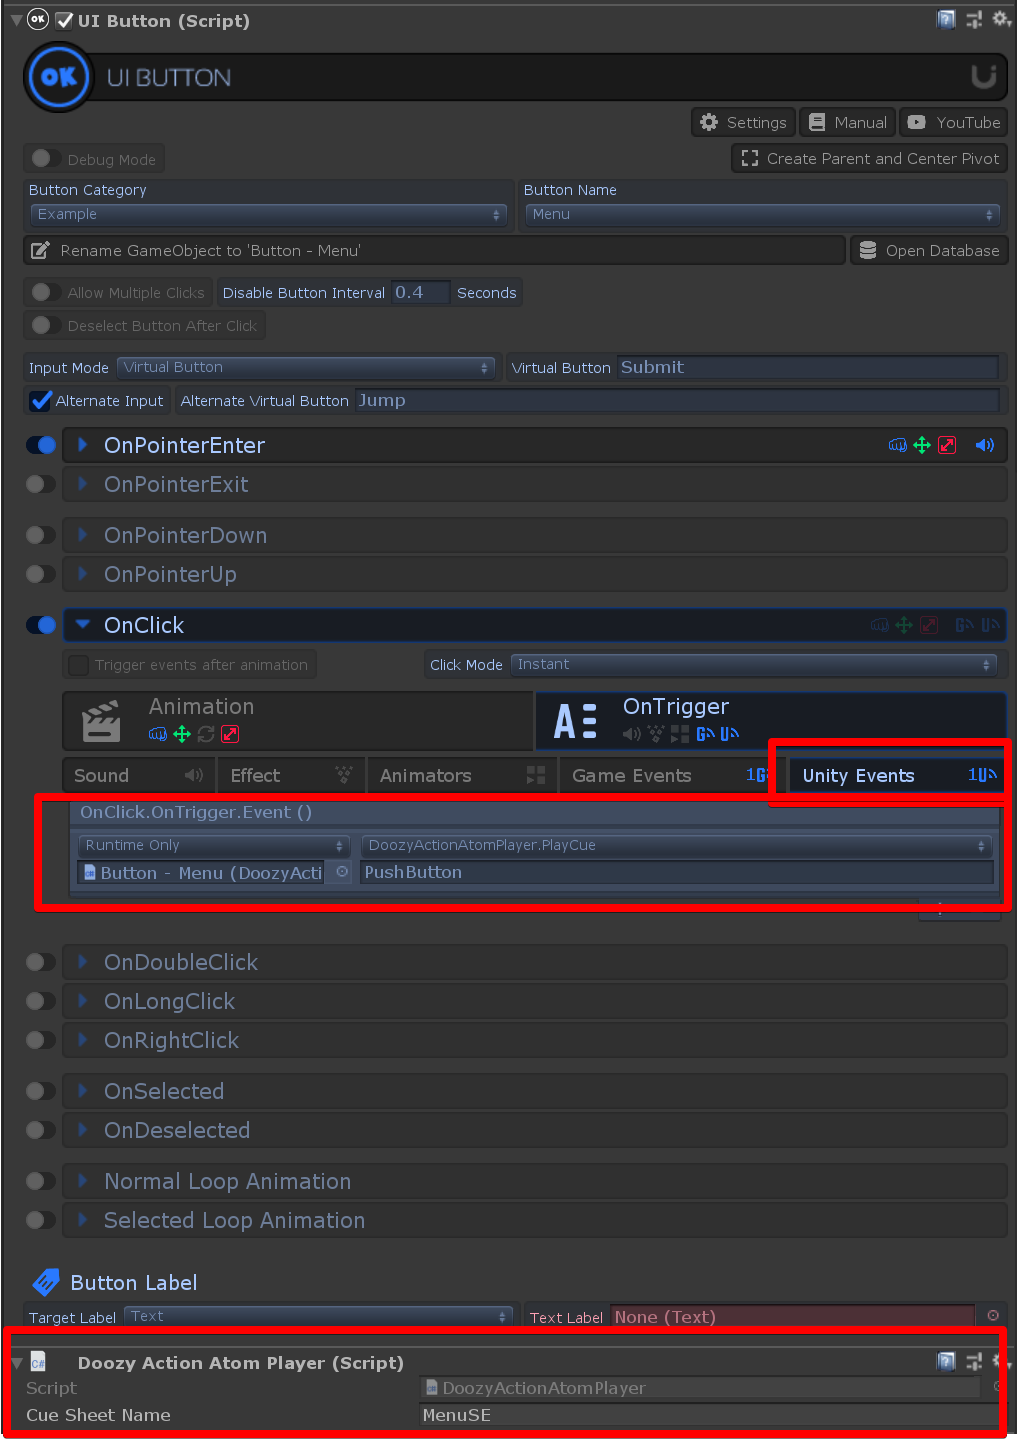 UI Button (Script)
OK UI BUTTON
Settings Manual YouTube
Debug Mode Create Parent and Center Pivot
Button Category Button Name
Example Menu
Rename GameObject to 'Button - Menu' Open Database
Allow Multiple Clicks Disable Button Interval 0.4 Seconds
Deselect Button After Click
Input Mode Virtual Button Virtual Button Submit
Alternate Input Alternate Virtual Button Jump
OnPointerEnter
OnPointerExit
OnPointerDown
OnPointerUp
OnClick
Trigger events after animation Click Mode Instant
Animation OnTrigger
Sound Effect Animators Game Events 1G Unity Events 1U
OnClick.OnTrigger.Event ()
Runtime Only DoozyActionAtomPlayer.PlayCue
Button - Menu (DoozyActi PushButton
OnDoubleClick
OnLongClick
OnRightClick
OnSelected
OnDeselected
Normal Loop Animation
Selected Loop Animation
Button Label
Target Label Text Text Label None (Text)
Doozy Action Atom Player (Script)
Script DoozyActionAtomPlayer
Cue Sheet Name MenuSE